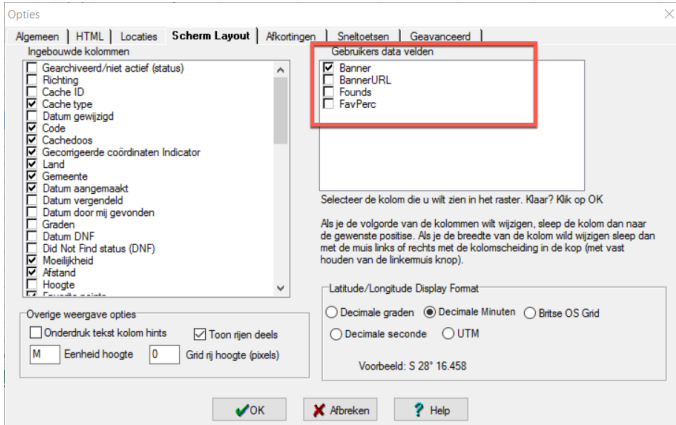 Opties
Algemeen
HTML
Locaties
Scherm Layout
Afkortingen
Sneltoetsen
Geavanceerd
Ingebouwde kolommen
Gearchiveerd/niet actief (status)
Richting
Cache ID
Cache type
Datum gewijzigd
Code
Cachedoos
Gecorrigeerde coördinaten Indicator
Land
Gemeente
Datum aangemaakt
Datum vergendeld
Datum door mij gevonden
Graden
Datum DNF
Did Not Find status (DNF)
Moeilijkheid
Afstand
Hoogte
Favorite points
Gebruikers data velden
Banner
BannerURL
Founds
FavPerc
Selecteer de kolom die u wilt zien in het raster. Klaar? Klik op OK
Als je de volgorde van de kolommen wilt wijzigen, sleep de kolom dan naar
de gewenste positise. Als je de breedte van de kolom wild wijzigen sleep dan
met de muis links of rechts met de kolomscheiding in de kop (met vast
houden van de linkermuis knop).
Overige weergave opties
Onderdruk tekst kolom hints
Toon rijen deels
M Eenheid hoogte
0 Grid rij hoogte (pixels)
Latitude/Longitude Display Format
Decimale graden
Decimale Minuten
Britse OS Grid
Decimale seconde
UTM
Voorbeeld: S 28° 16.458
OK
Afbreken
? Help